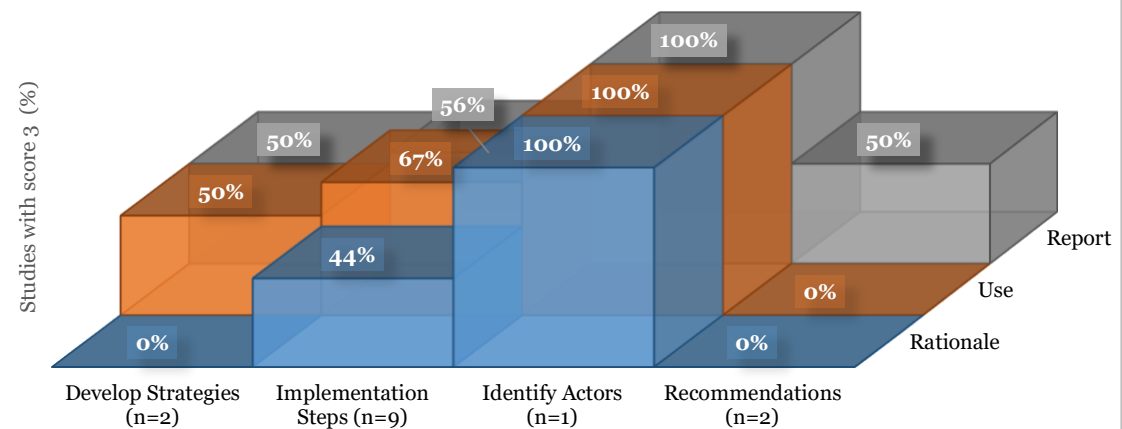 Studies with score 3 (%)
100%
100%
56%
100%
50%
50%
67%
50%
44%
0%
0%
0%
Report
Use
Rationale
Develop Strategies
(n=2)
Implementation
Steps (n=9)
Identify Actors
(n=1)
Recommendations
(n=2)